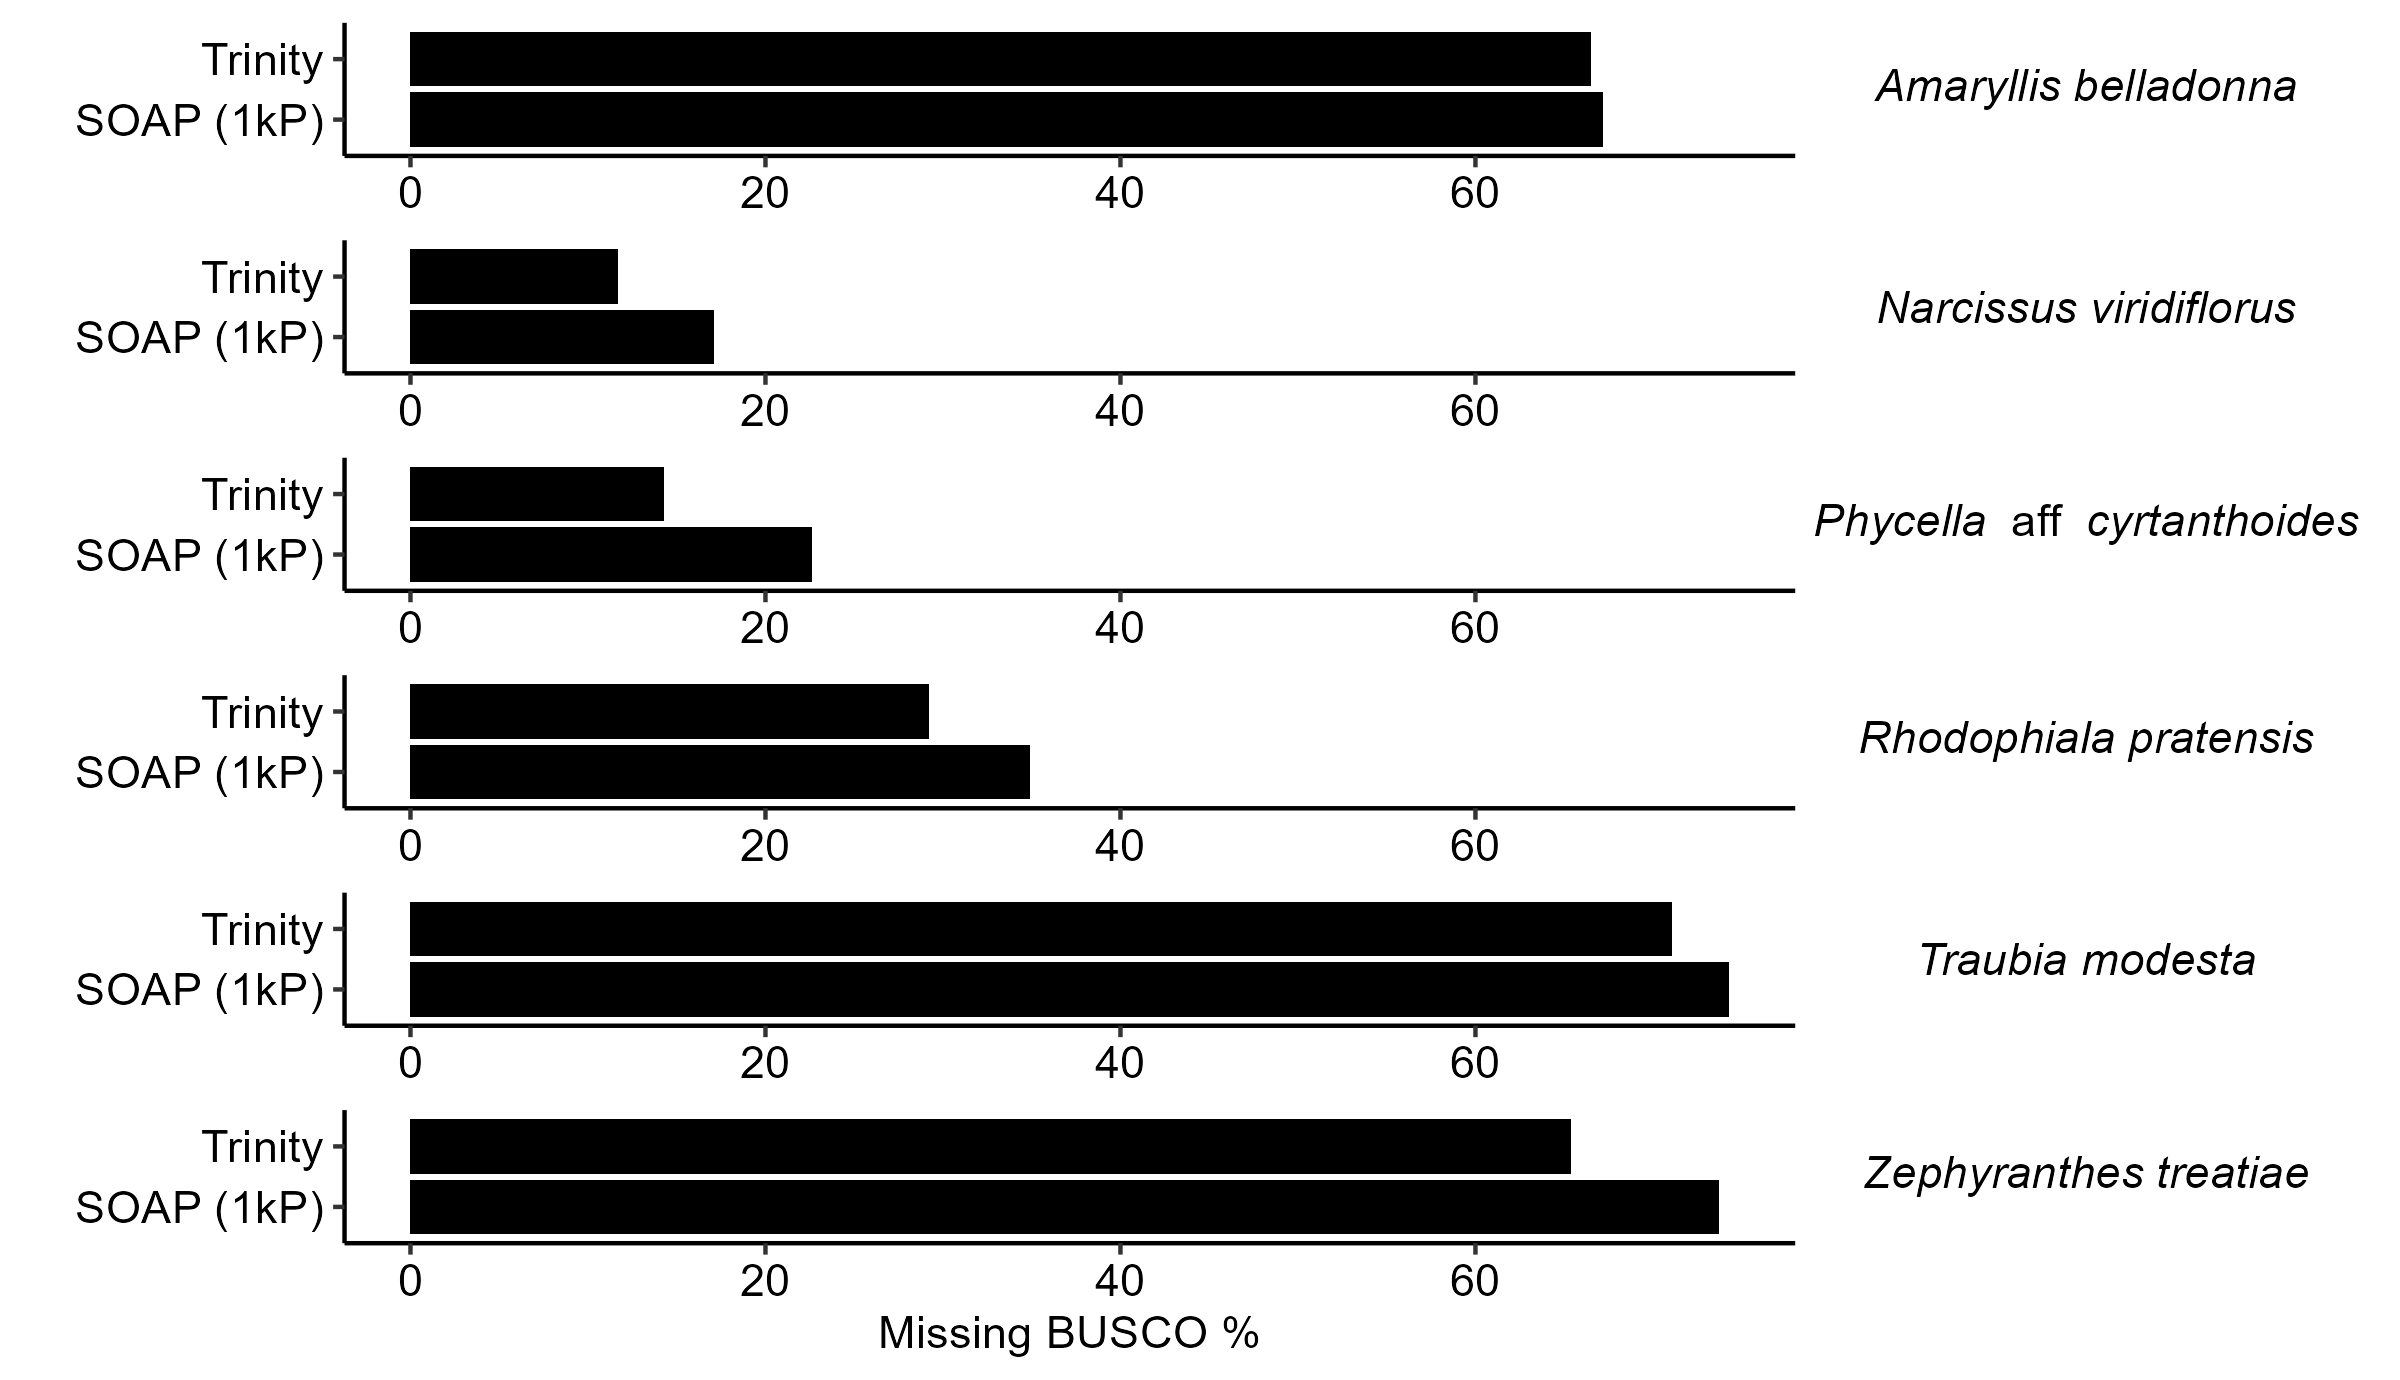 Trinity
SOAP (1kP)
Amaryllis belladonna
0 20 40 60
Trinity
SOAP (1kP)
Narcissus viridiflorus
0 20 40 60
Trinity
SOAP (1kP)
Phycella aff cyrtanthoides
0 20 40 60
Trinity
SOAP (1kP)
Rhodophiala pratensis
0 20 40 60
Trinity
SOAP (1kP)
Traubia modesta
0 20 40 60
Trinity
SOAP (1kP)
Zephyranthes treatiae
0 20 40 60
Missing BUSCO %